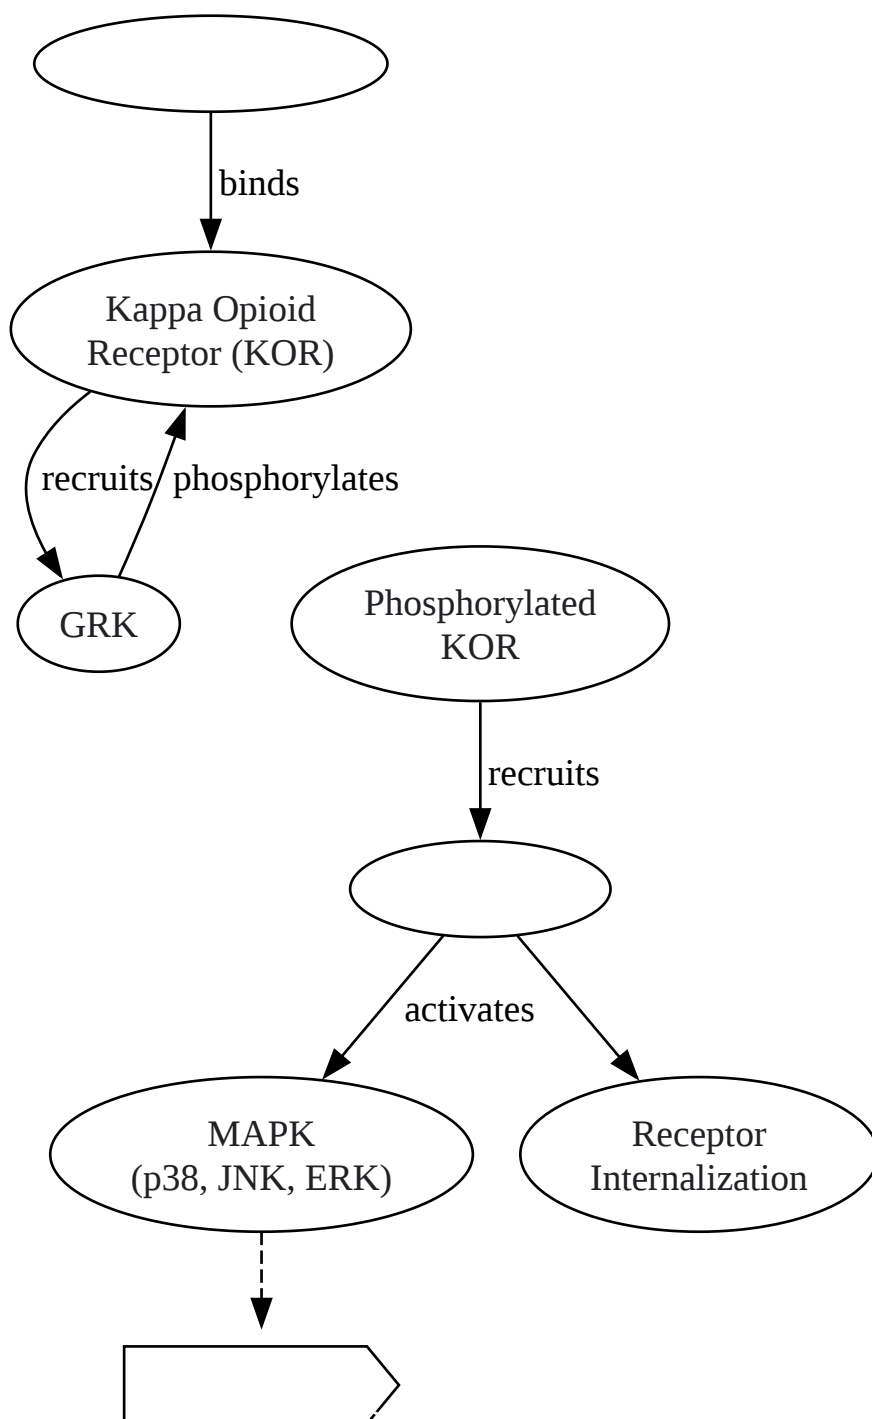 binds
Kappa Opioid
Receptor (KOR)
recruits
phosphorylates
GRK
Phosphorylated
KOR
recruits
activates
MAPK
(p38, JNK, ERK)
Receptor
Internalization